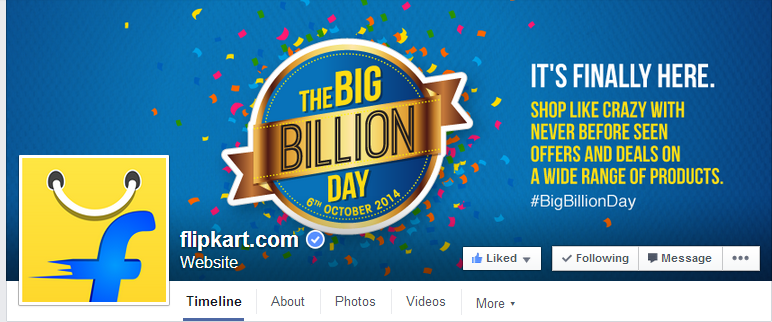 THE BIG
BILLION
DAY
6TH OCTOBER 2014
IT'S FINALLY HERE.
SHOP LIKE CRAZY WITH
NEVER BEFORE SEEN
OFFERS AND DEALS ON
A WIDE RANGE OF PRODUCTS.
#BigBillionDay
f
flipkart.com
Website
Liked
Following
Message
Timeline
About
Photos
Videos
More